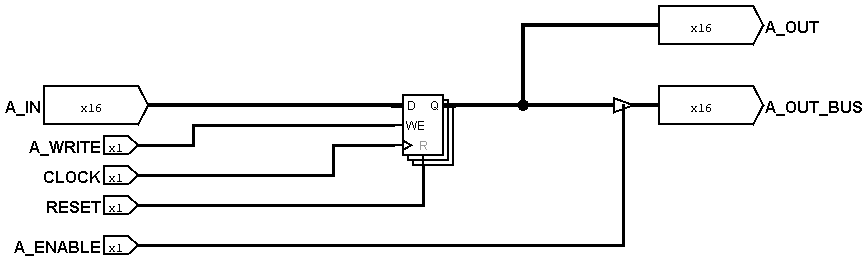 x16 A_OUT
A_IN x16 D Q x16 A_OUT_BUS
WE
A_WRITE x1
R
CLOCK x1
RESET x1
A_ENABLE x1